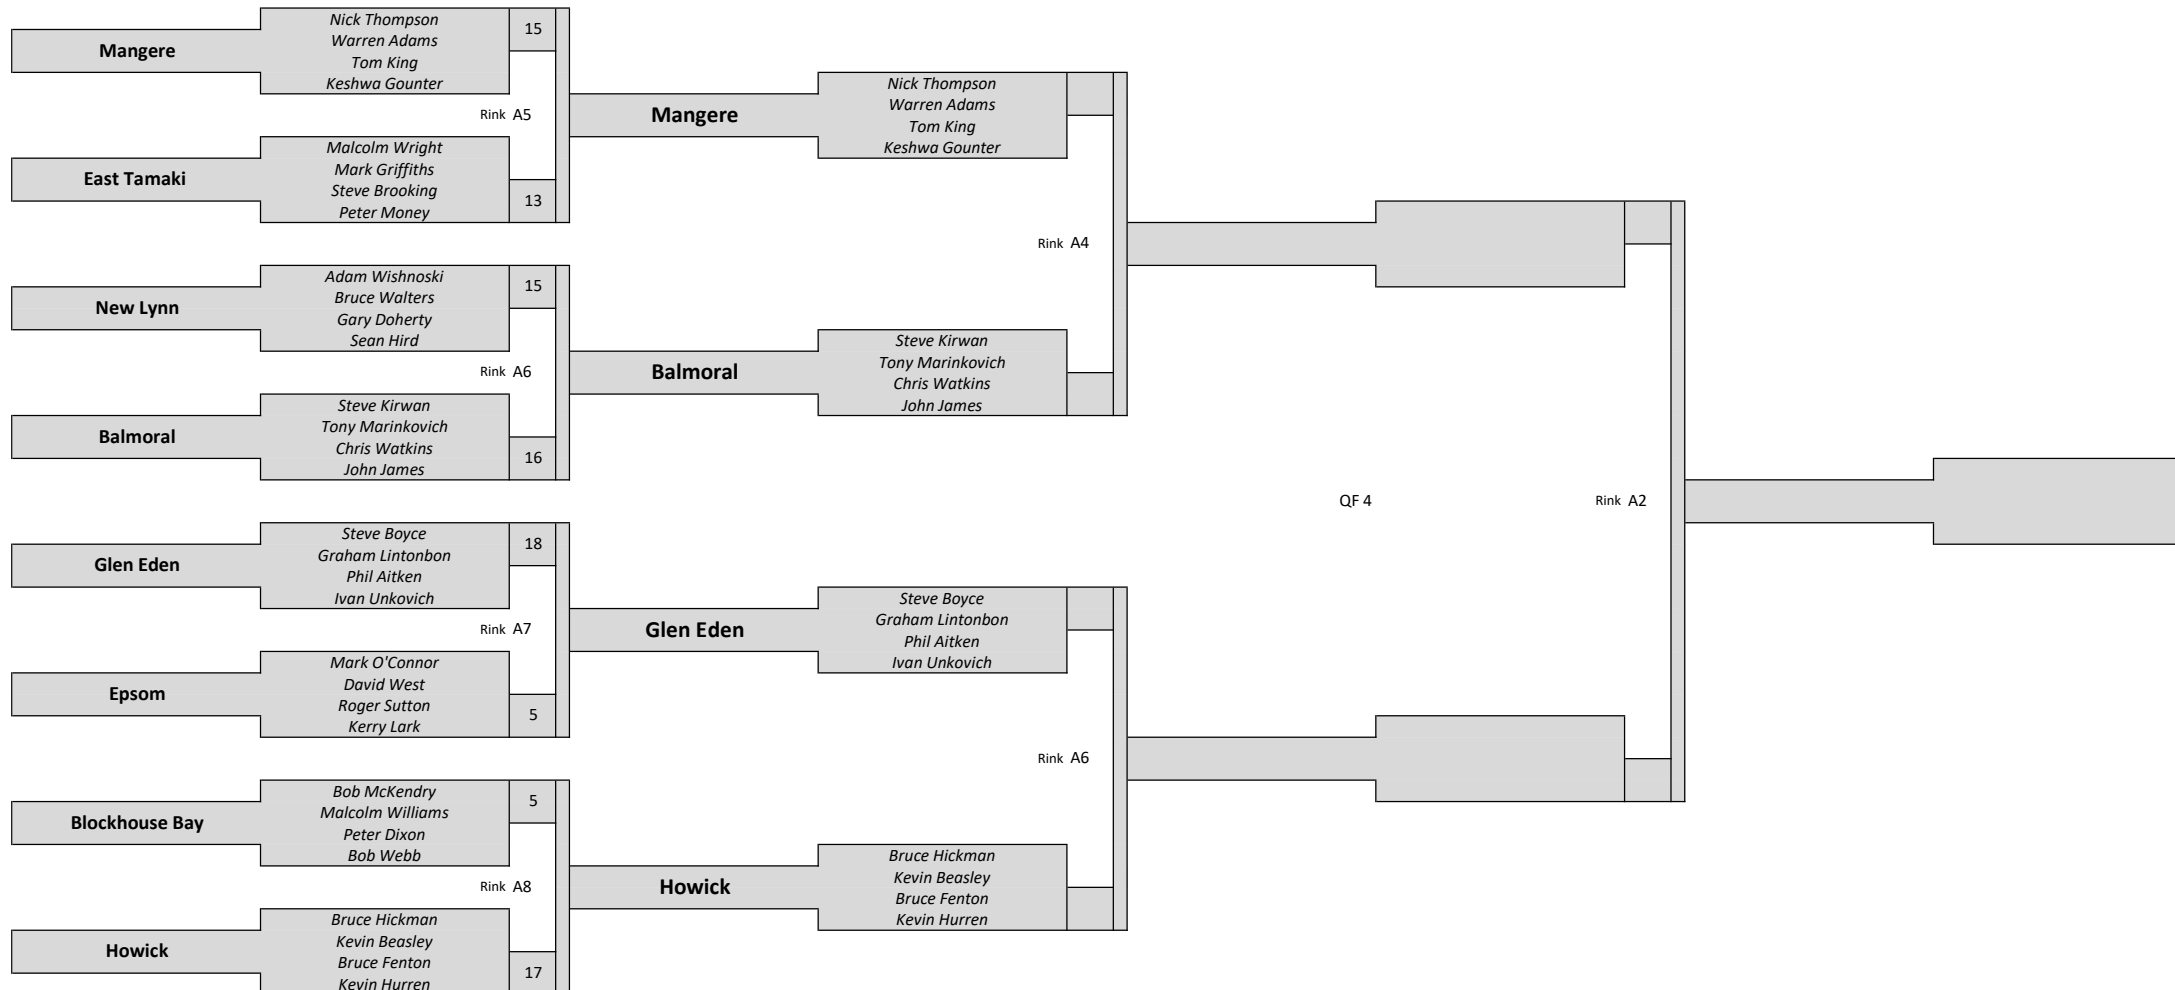 Nick Thompson
15
Mangere
Warren Adams
Tom King
Keshwa Gounter
Rink A5
East Tamaki
Malcolm Wright
Mark Griffiths
Steve Brooking
Peter Money
13
New Lynn
Adam Wishnoski
Bruce Walters
Gary Doherty
Sean Hird
15
Rink A6
Balmoral
Steve Kirwan
Tony Marinkovich
Chris Watkins
John James
16
Glen Eden
Steve Boyce
Graham Lintonbon
Phil Aitken
Ivan Unkovich
18
Rink A7
Epsom
Mark O'Connor
David West
Roger Sutton
Kerry Lark
5
Blockhouse Bay
Bob McKendry
Malcolm Williams
Peter Dixon
Bob Webb
5
Rink A8
Howick
Bruce Hickman
Kevin Beasley
Bruce Fenton
Kevin Hurren
17
Mangere
Nick Thompson
Warren Adams
Tom King
Keshwa Gounter
Rink A4
Balmoral
Steve Kirwan
Tony Marinkovich
Chris Watkins
John James
Glen Eden
Steve Boyce
Graham Lintonbon
Phil Aitken
Ivan Unkovich
Rink A6
Howick
Bruce Hickman
Kevin Beasley
Bruce Fenton
Kevin Hurren
QF 4
Rink A2